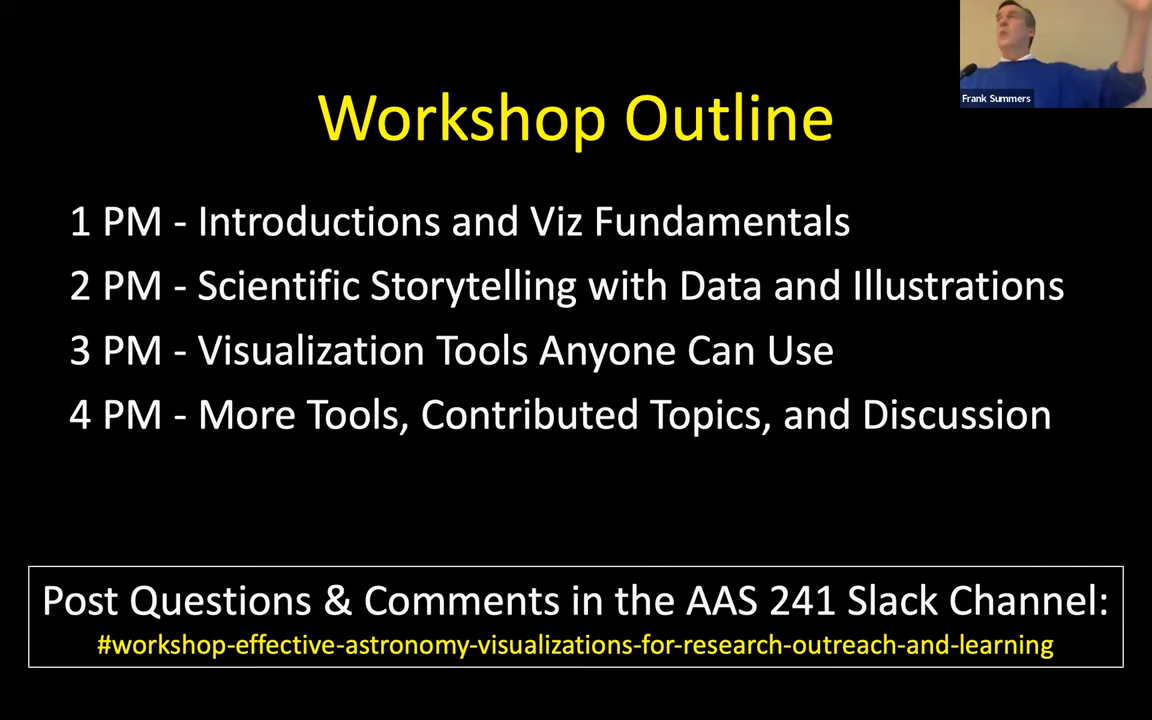 Frank Summers
Workshop Outline
1 PM - Introductions and Viz Fundamentals
2 PM - Scientific Storytelling with Data and Illustrations
3 PM - Visualization Tools Anyone Can Use
4 PM - More Tools, Contributed Topics, and Discussion
Post Questions & Comments in the AAS 241 Slack Channel:
#workshop-effective-astronomy-visualizations-for-research-outreach-and-learning